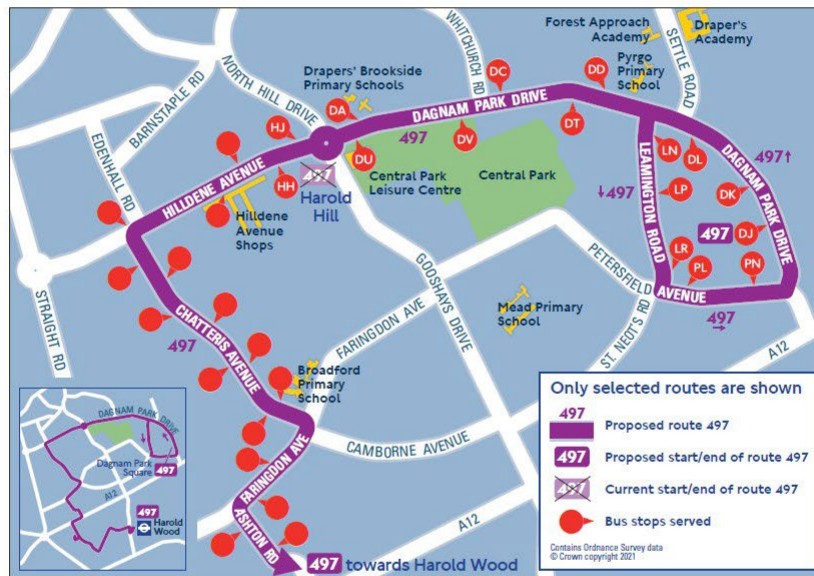 Forest Approach
Academy
Draper's
Academy
SETTLE ROAD
WHITCHURCH RD
Pyrgo
Primary
School
BARNSTAPLE RD
NORTH HILL DRIVE
Drapers' Brookside
Primary Schools
DC
DD
DA
DAGNAM PARK DRIVE
497
HJ
DV
DT
EDENHALL RD
DU
LN
DL
DAGNAM PARK DRIVE
497↑
HILLDENE AVENUE
HH
497
Harold
Hill
Central Park
Leisure Centre
Central Park
LEAMINGTON ROAD
↓497
LP
DK
Hilldene
Avenue
Shops
497
DJ
LR
PL
PN
PETERSFIELD
AVENUE
497
→
STRAIGHT RD
CHATTERIS AVENUE
497
GOOSHAYS DRIVE
FARINGDON AVE
Mead Primary
School
ST. NEOT'S RD
A12
Broadford
Primary
School
CAMBORNE AVENUE
FARINGDON AVE
ASHTON RD
A12
497 towards Harold Wood
DAGNAM PARK DRIVE
Dagnam Park
Square 497
A12
497
Harold
Wood
Only selected routes are shown
497
Proposed route 497
497 Proposed start/end of route 497
497 Current start/end of route 497
Bus stops served
Contains Ordnance Survey data
© Crown copyright 2021